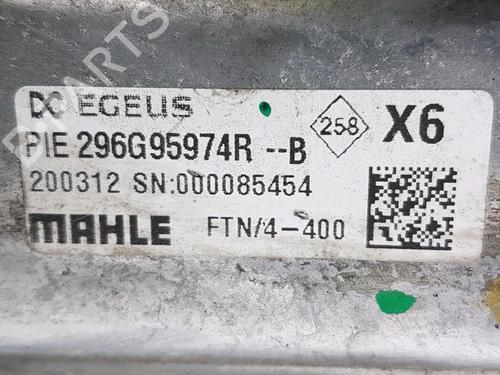 EGEUS
258
X6
PIE 296G95974R --B
200312 SN:000085454
MAHLE
FTN/4-400